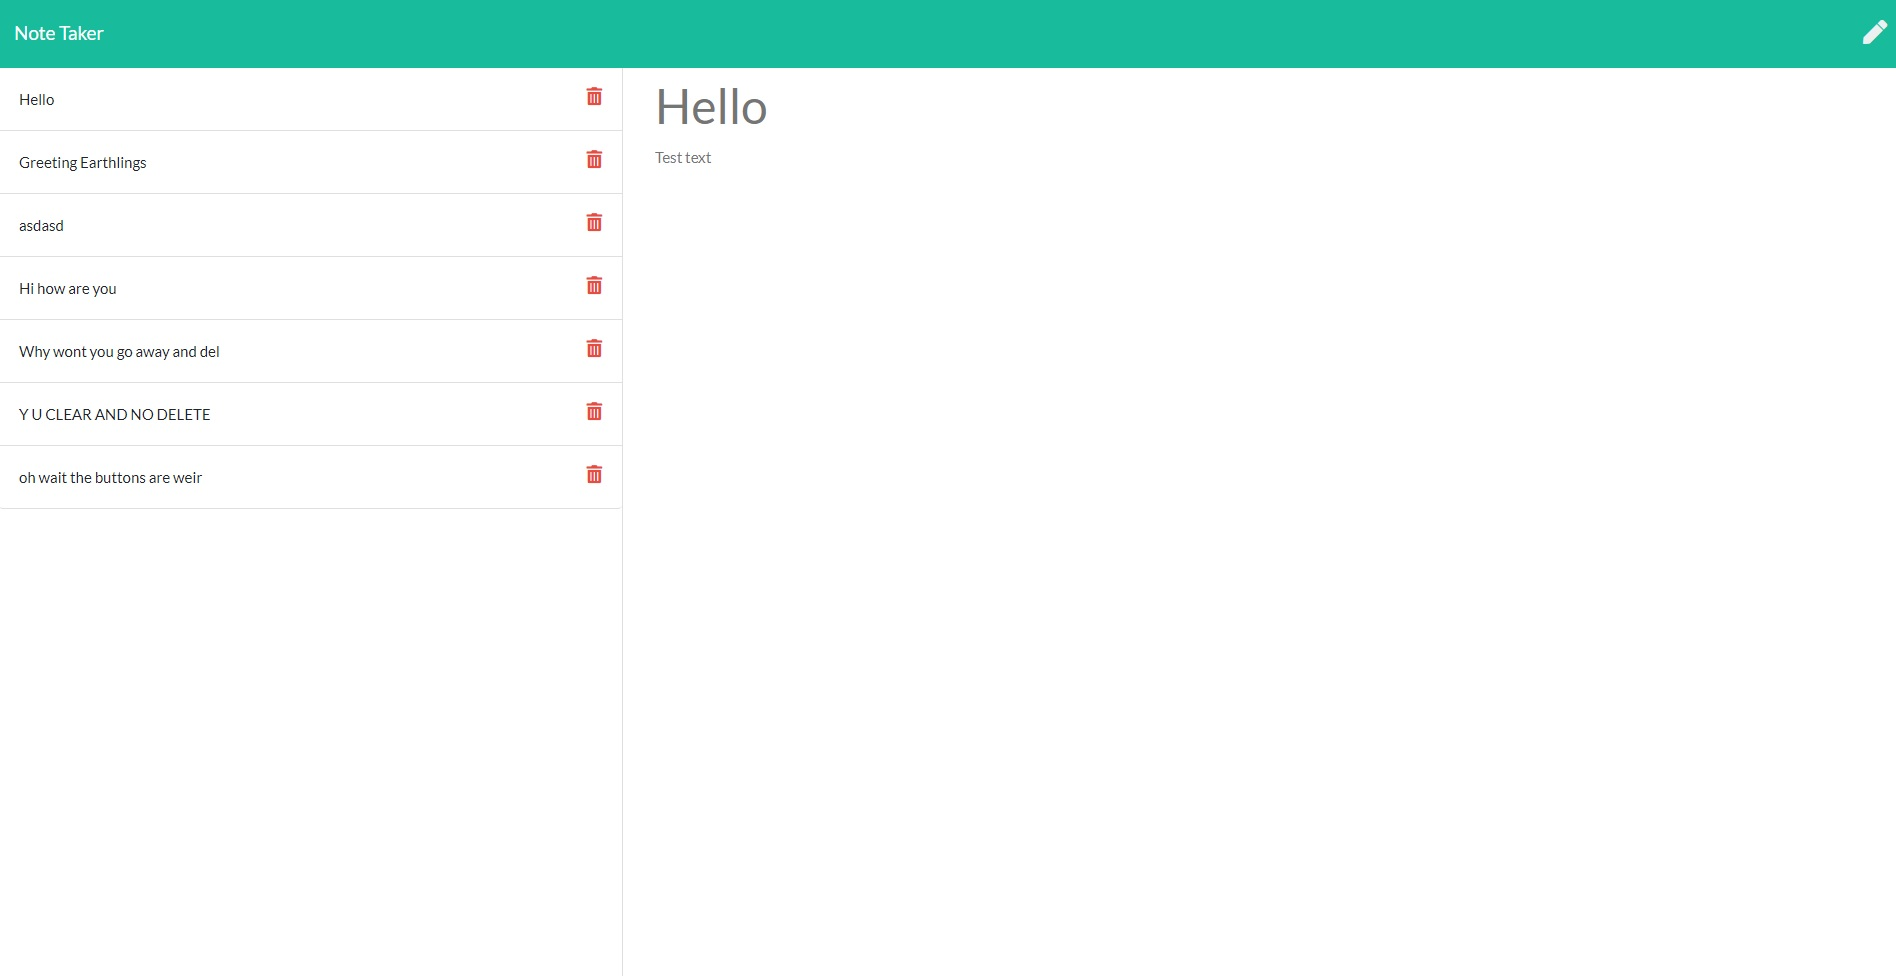 Note Taker
Hello
Greeting Earthlings
asdasd
Hi how are you
Why wont you go away and del
Y U CLEAR AND NO DELETE
oh wait the buttons are weir
Hello
Test text